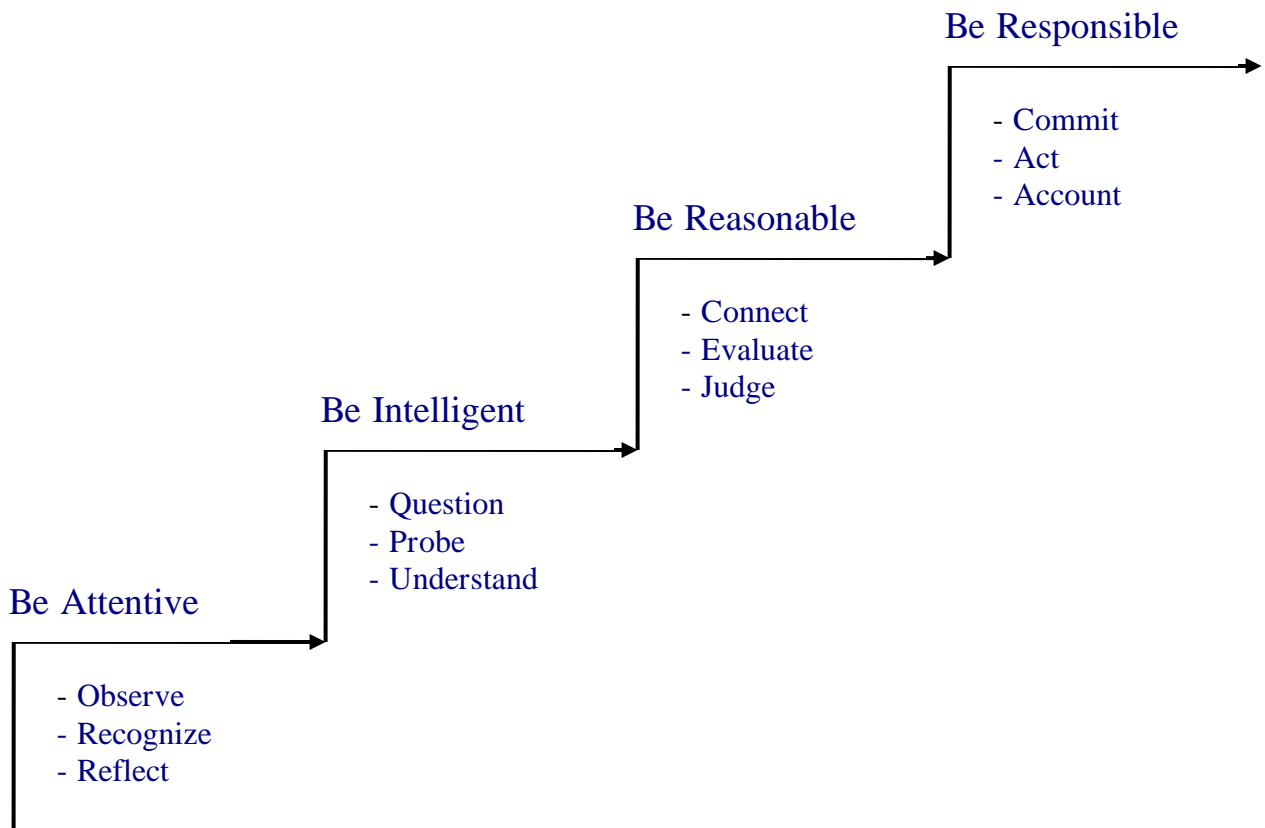 Be Responsible
- Commit
- Act
- Account
Be Reasonable
- Connect
- Evaluate
- Judge
Be Intelligent
- Question
- Probe
- Understand
Be Attentive
- Observe
- Recognize
- Reflect